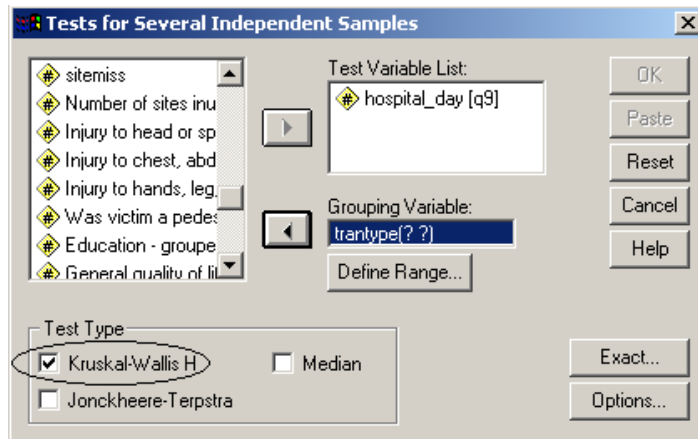 Tests for Several Independent Samples
sitemiss
Number of sites inu
Injury to head or sp
Injury to chest, abd
Injury to hands, leg,
Was victim a pedes
Education - groupe
General quality of lif
Test Variable List:
hospital_day [q9]
Grouping Variable:
trantype(? ?)
Define Range...
OK
Paste
Reset
Cancel
Help
Test Type
Kruskal-Wallis H
Median
Jonckheere-Terpstra
Exact...
Options...